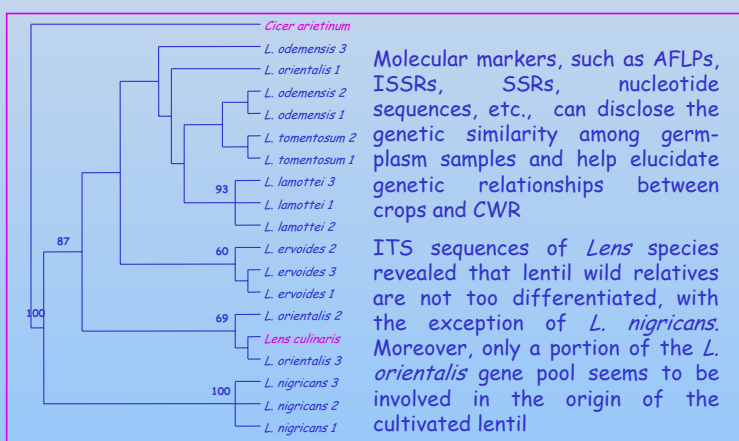 Cicer arietinum
L. odemensis 3
L. orientalis 1
L. odemensis 2
L. odemensis 1
L. tomentosum 2
L. tomentosum 1
L. lamottei 3
93
L. lamottei 1
L. lamottei 2
L. ervoides 2
60
L. ervoides 3
L. ervoides 1
87
L. orientalis 2
69
Lens culinaris
L. orientalis 3
100
L. nigricans 3
100
L. nigricans 2
L. nigricans 1
Molecular markers, such as AFLPs,
ISSRs, SSRs, nucleotide
sequences, etc., can disclose the
genetic similarity among germ-
plasm samples and help elucidate
genetic relationships between
crops and CWR
ITS sequences of Lens species
revealed that lentil wild relatives
are not too differentiated, with
the exception of L. nigricans.
Moreover, only a portion of the L.
orientalis gene pool seems to be
involved in the origin of the
cultivated lentil